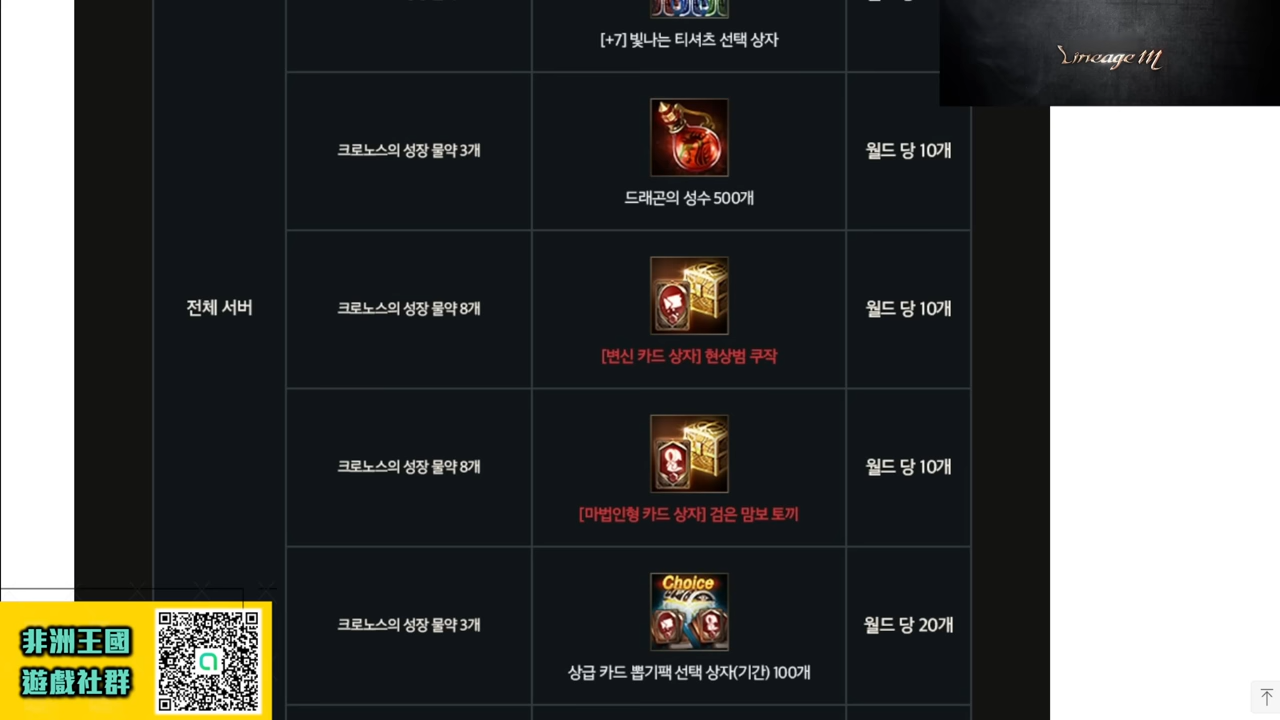 [+7] 빛나는 티셔츠 선택 상자
Lineage M
크로노스의 성장 물약 3개
월드 당 10개
드래곤의 성수 500개
전체 서버
크로노스의 성장 물약 8개
월드 당 10개
[변신 카드 상자] 현상범 쿠작
크로노스의 성장 물약 8개
월드 당 10개
[마법인형 카드 상자] 검은 맘보 토끼
Choice
크로노스의 성장 물약 3개
월드 당 20개
상급 카드 뽑기팩 선택 상자(기간) 100개
非洲王國
遊戲社群